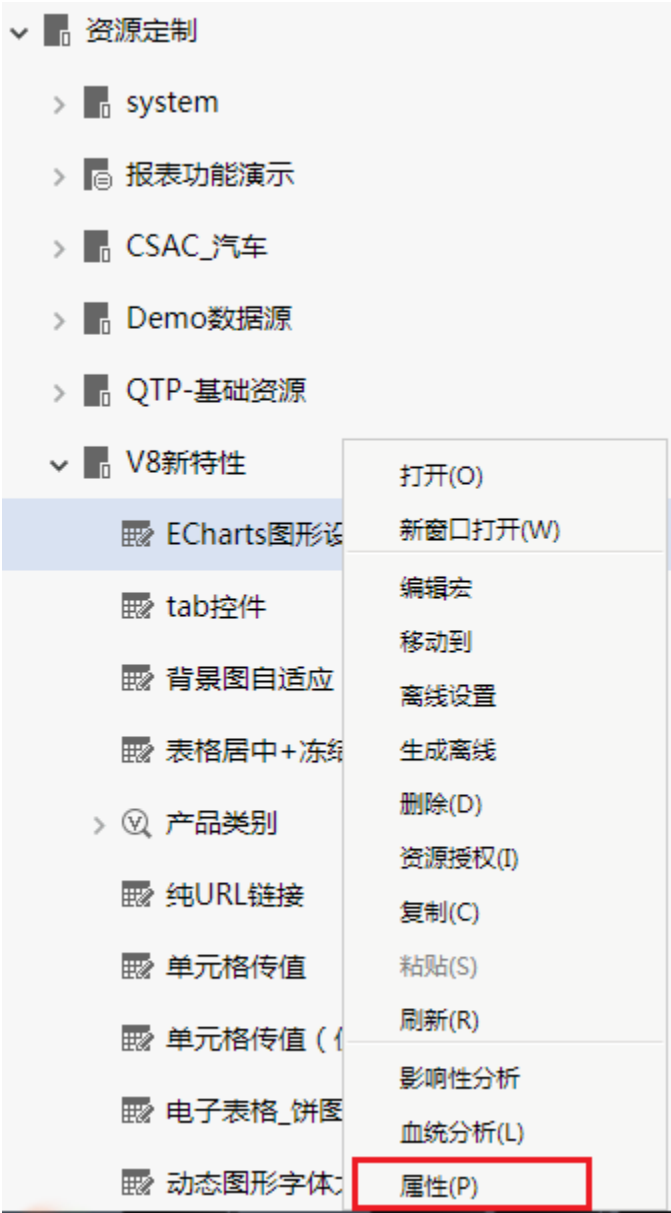 资源定制
system
报表功能演示
CSAC_汽车
Demo数据源
QTP-基础资源
V8新特性
ECharts图形设
tab控件
背景图自适应
表格居中+冻结
产品类别
纯URL链接
单元格传值
单元格传值（
电子表格_饼图
动态图形字体
打开(O)
新窗口打开(W)
编辑宏
移动到
离线设置
生成离线
删除(D)
资源授权(I)
复制(C)
粘贴(S)
刷新(R)
影响性分析
血统分析(L)
属性(P)